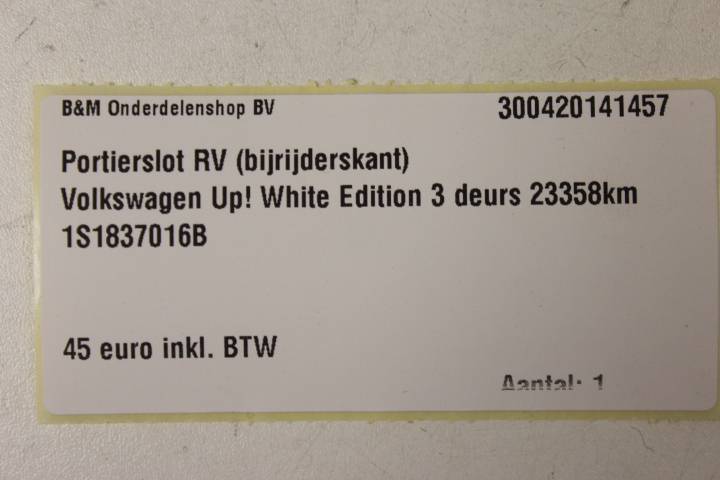 B&M Onderdelenshop BV 300420141457
Portierslot RV (bijrijderskant)
Volkswagen Up! White Edition 3 deurs 23358km
1S1837016B
45 euro inkl. BTW
Aantal: 1